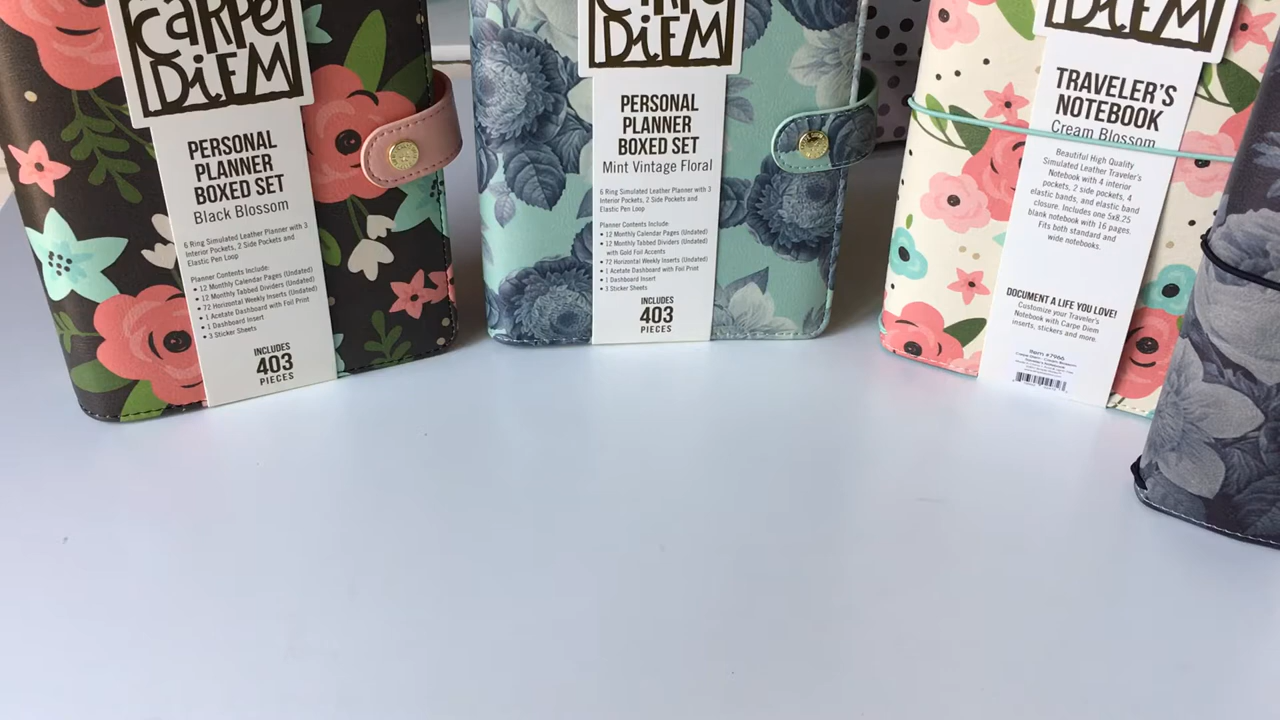 CARPE
DiEM
PERSONAL
PLANNER
BOXED SET
Black Blossom
6 Ring Simulated Leather Planner with 3
Interior Pockets, 2 Side Pockets and
Elastic Pen Loop
Planner Contents Include:
• 12 Monthly Calendar Pages (Undated)
• 12 Monthly Tabbed Dividers (Undated)
• 72 Horizontal Weekly Inserts (Undated)
• 1 Acetate Dashboard with Foil Print
• 1 Dashboard Insert
• 3 Sticker Sheets
INCLUDES
403
PIECES
CARPE
DiEM
PERSONAL
PLANNER
BOXED SET
Mint Vintage Floral
6 Ring Simulated Leather Planner with 3
Interior Pockets, 2 Side Pockets and
Elastic Pen Loop
Planner Contents Include:
• 12 Monthly Calendar Pages (Undated)
• 12 Monthly Tabbed Dividers (Undated)
with Gold Foil Accents
• 72 Horizontal Weekly Inserts (Undated)
• 1 Acetate Dashboard with Foil Print
• 1 Dashboard Insert
• 3 Sticker Sheets
INCLUDES
403
PIECES
DiEM
TRAVELER'S
NOTEBOOK
Cream Blossom
Beautiful High Quality
Simulated Leather Traveler's
Notebook with 4 interior
pockets, 2 side pockets, 4
elastic bands, and elastic band
closure. Includes one 5x8.25
blank notebook with 16 pages.
Fits both standard and
wide notebooks.
DOCUMENT A LIFE YOU LOVE!
Customize your Traveler's
Notebook with Carpe Diem
inserts, stickers and more.
Item #7966